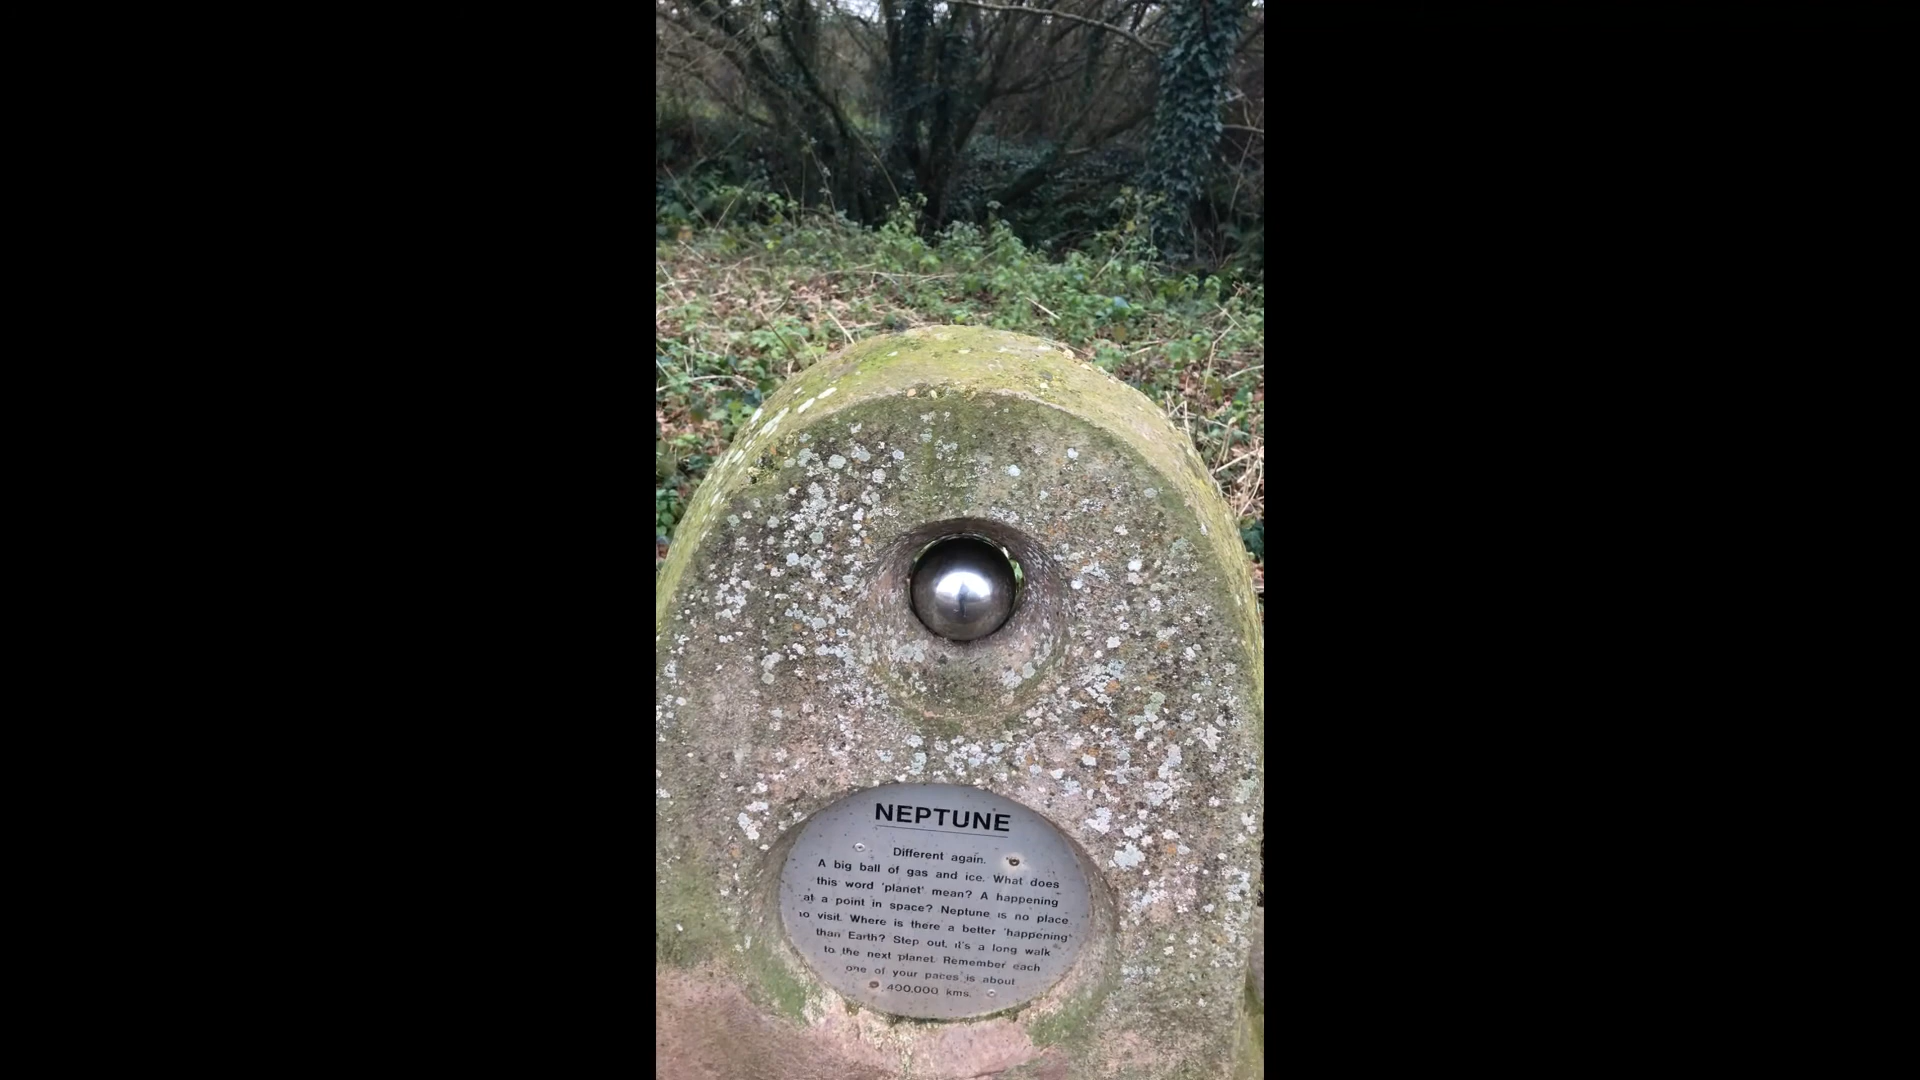 NEPTUNE
Different again.
A big ball of gas and ice. What does
this word 'planet' mean? A happening
at a point in space? Neptune is no place
to visit. Where is there a better 'happening'
than Earth? Step out, it's a long walk
to the next planet. Remember each
one of your paces is about
400,000 kms.